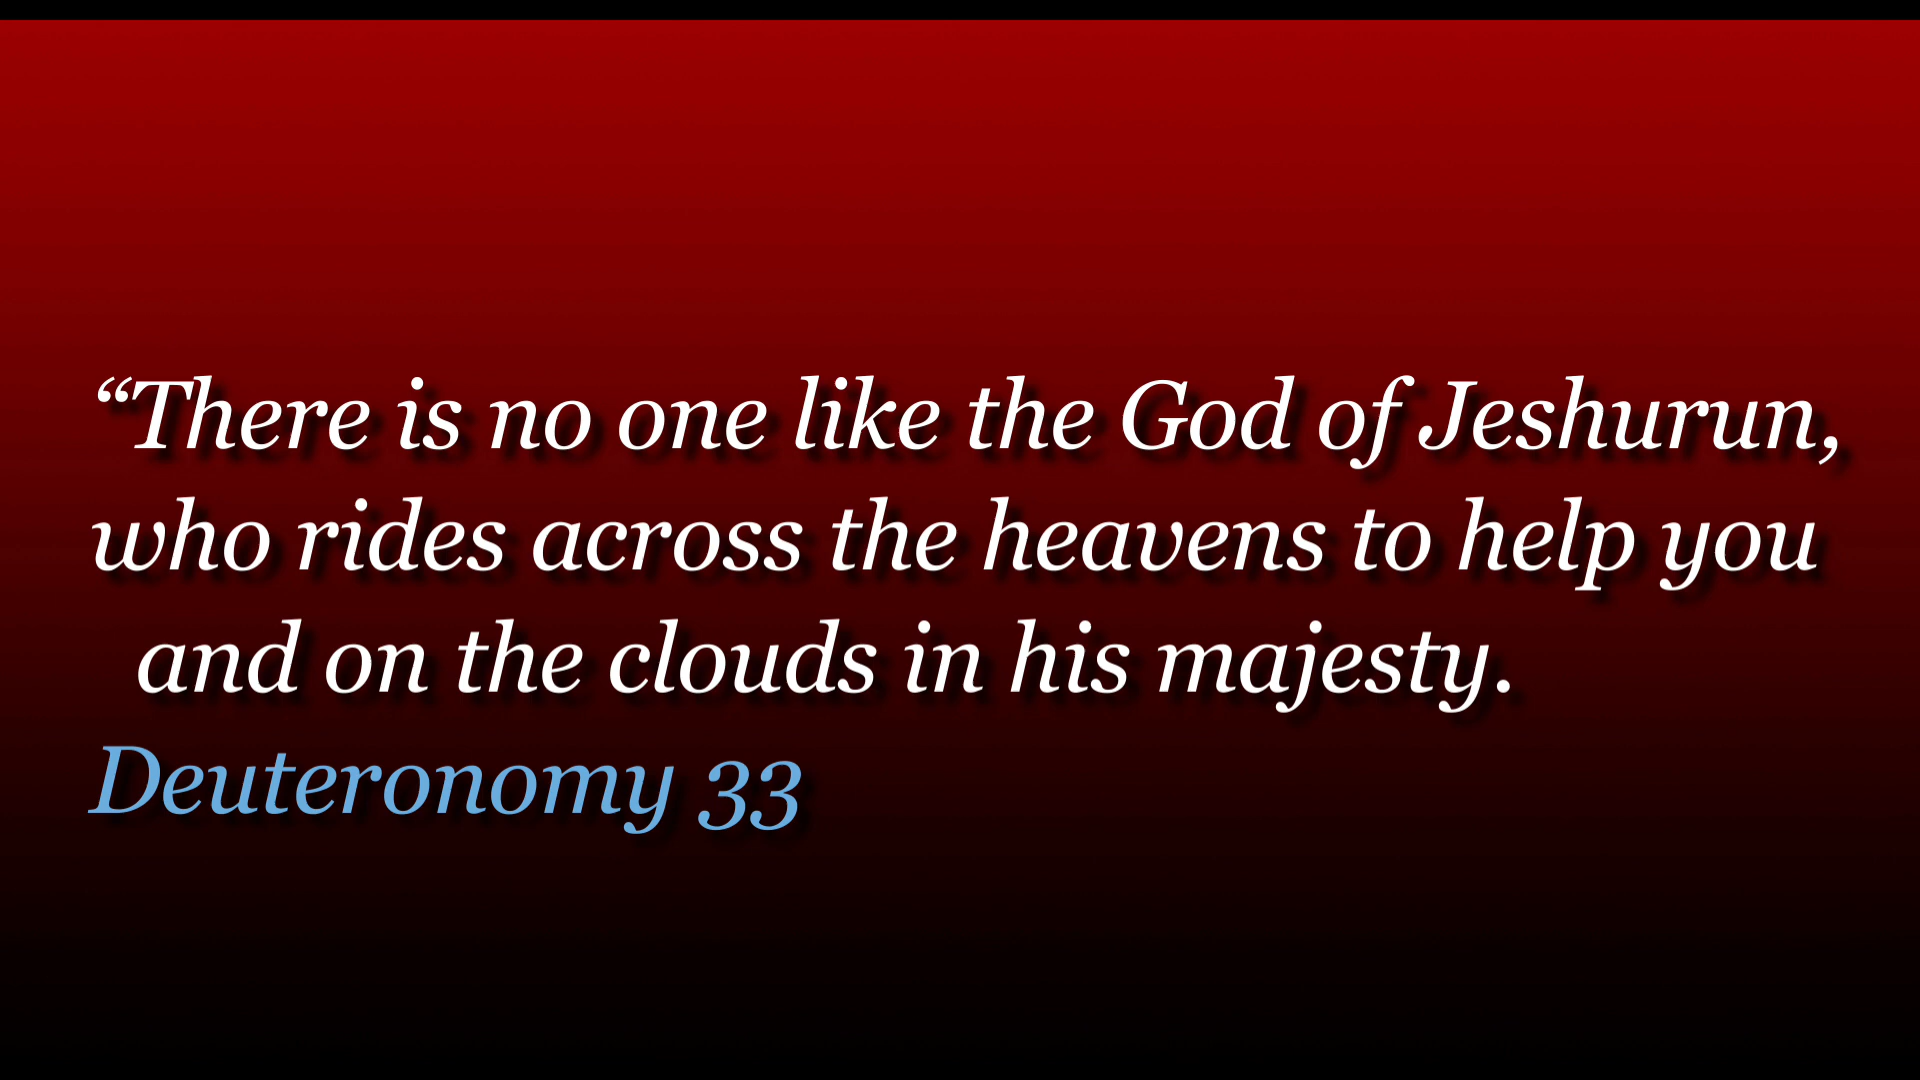 “There is no one like the God of Jeshurun,
who rides across the heavens to help you
and on the clouds in his majesty.
Deuteronomy 33